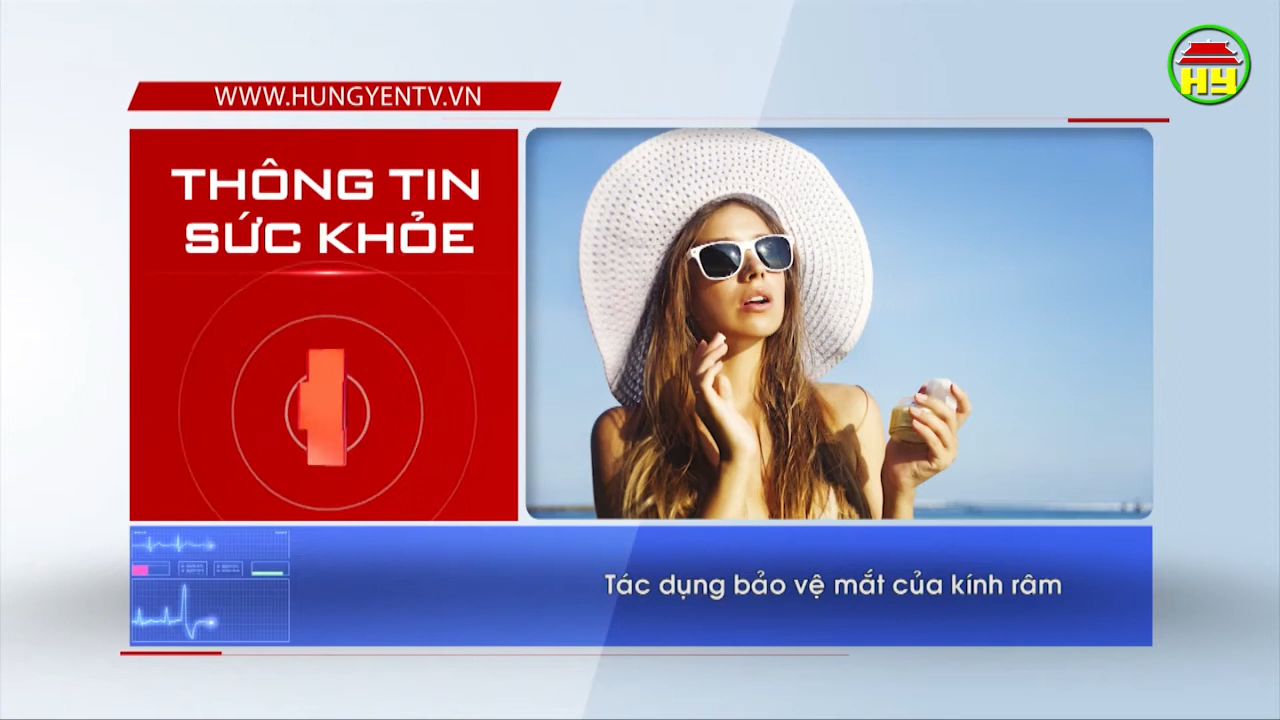 WWW.HUNGYENTV.VN
HY
THÔNG TIN
SỨC KHỎE
Tác dụng bảo vệ mắt của kính râm